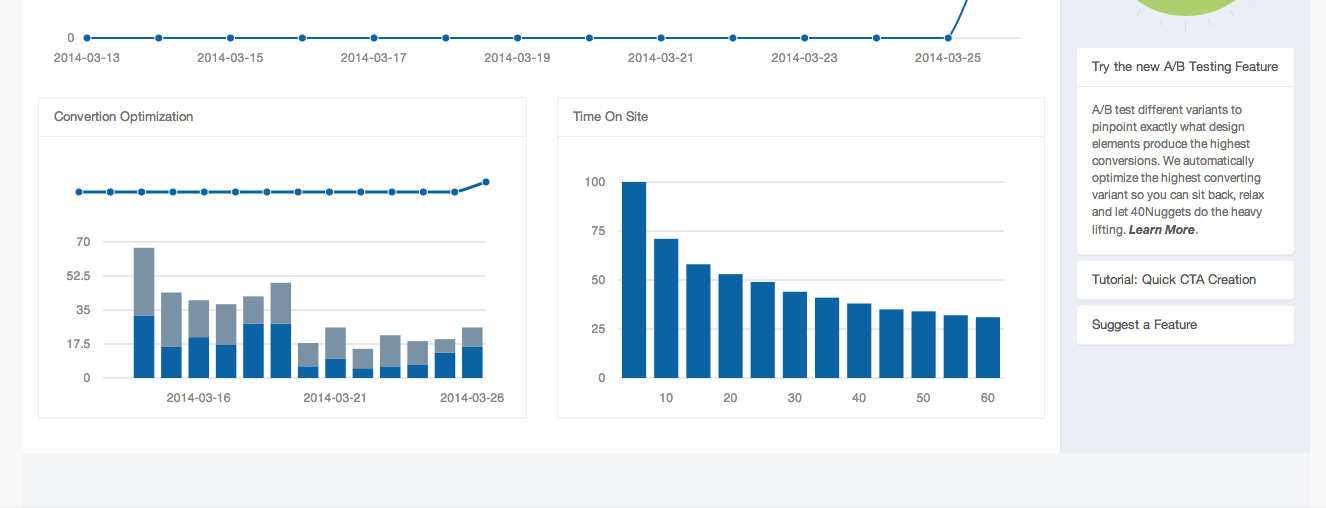 0
2014-03-13 2014-03-15 2014-03-17 2014-03-19 2014-03-21 2014-03-23 2014-03-25
Convertion Optimization
70
52.5
35
17.5
0
2014-03-16 2014-03-21 2014-03-26
Time On Site
100
75
50
25
0
10 20 30 40 50 60
Try the new A/B Testing Feature
A/B test different variants to
pinpoint exactly what design
elements produce the highest
conversions. We automatically
optimize the highest converting
variant so you can sit back, relax
and let 40Nuggets do the heavy
lifting. Learn More.
Tutorial: Quick CTA Creation
Suggest a Feature